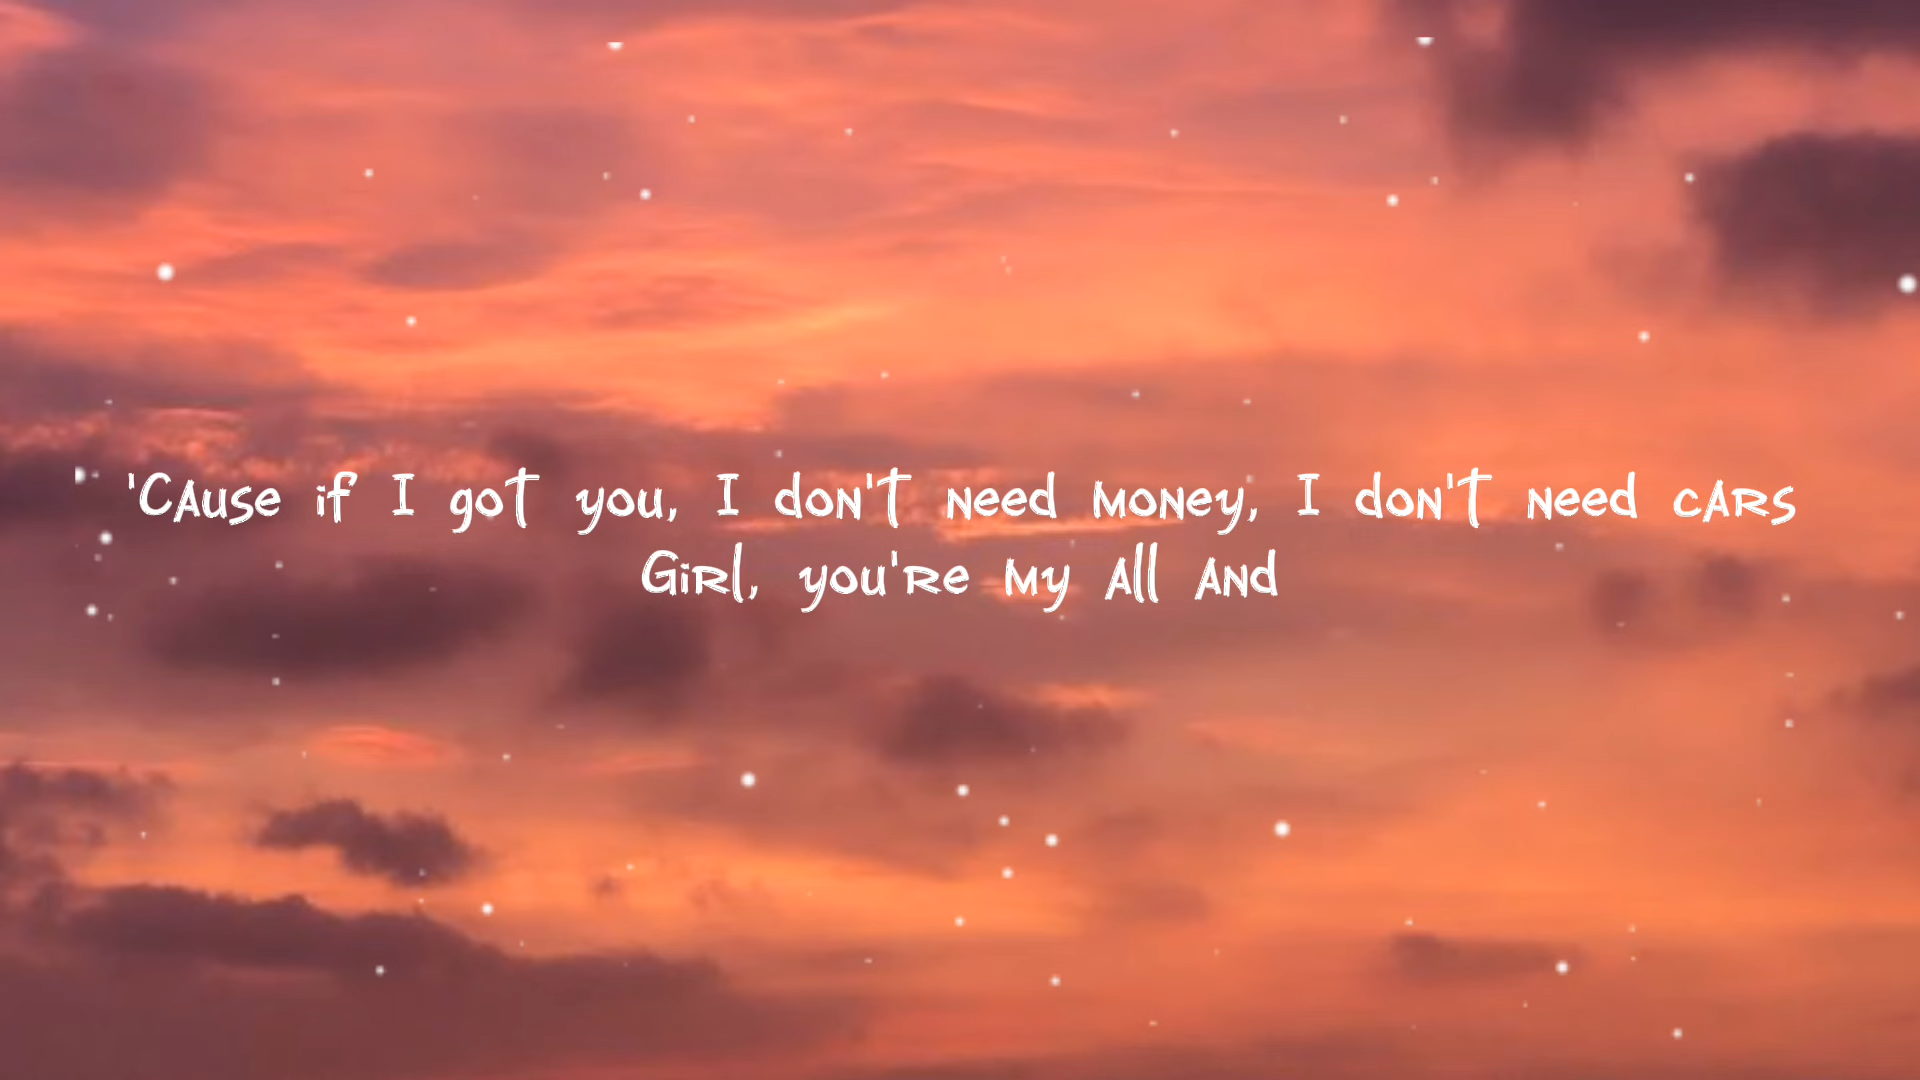 'Cause if I got you, I don't need money, I don't need cars
Girl, you're my all and